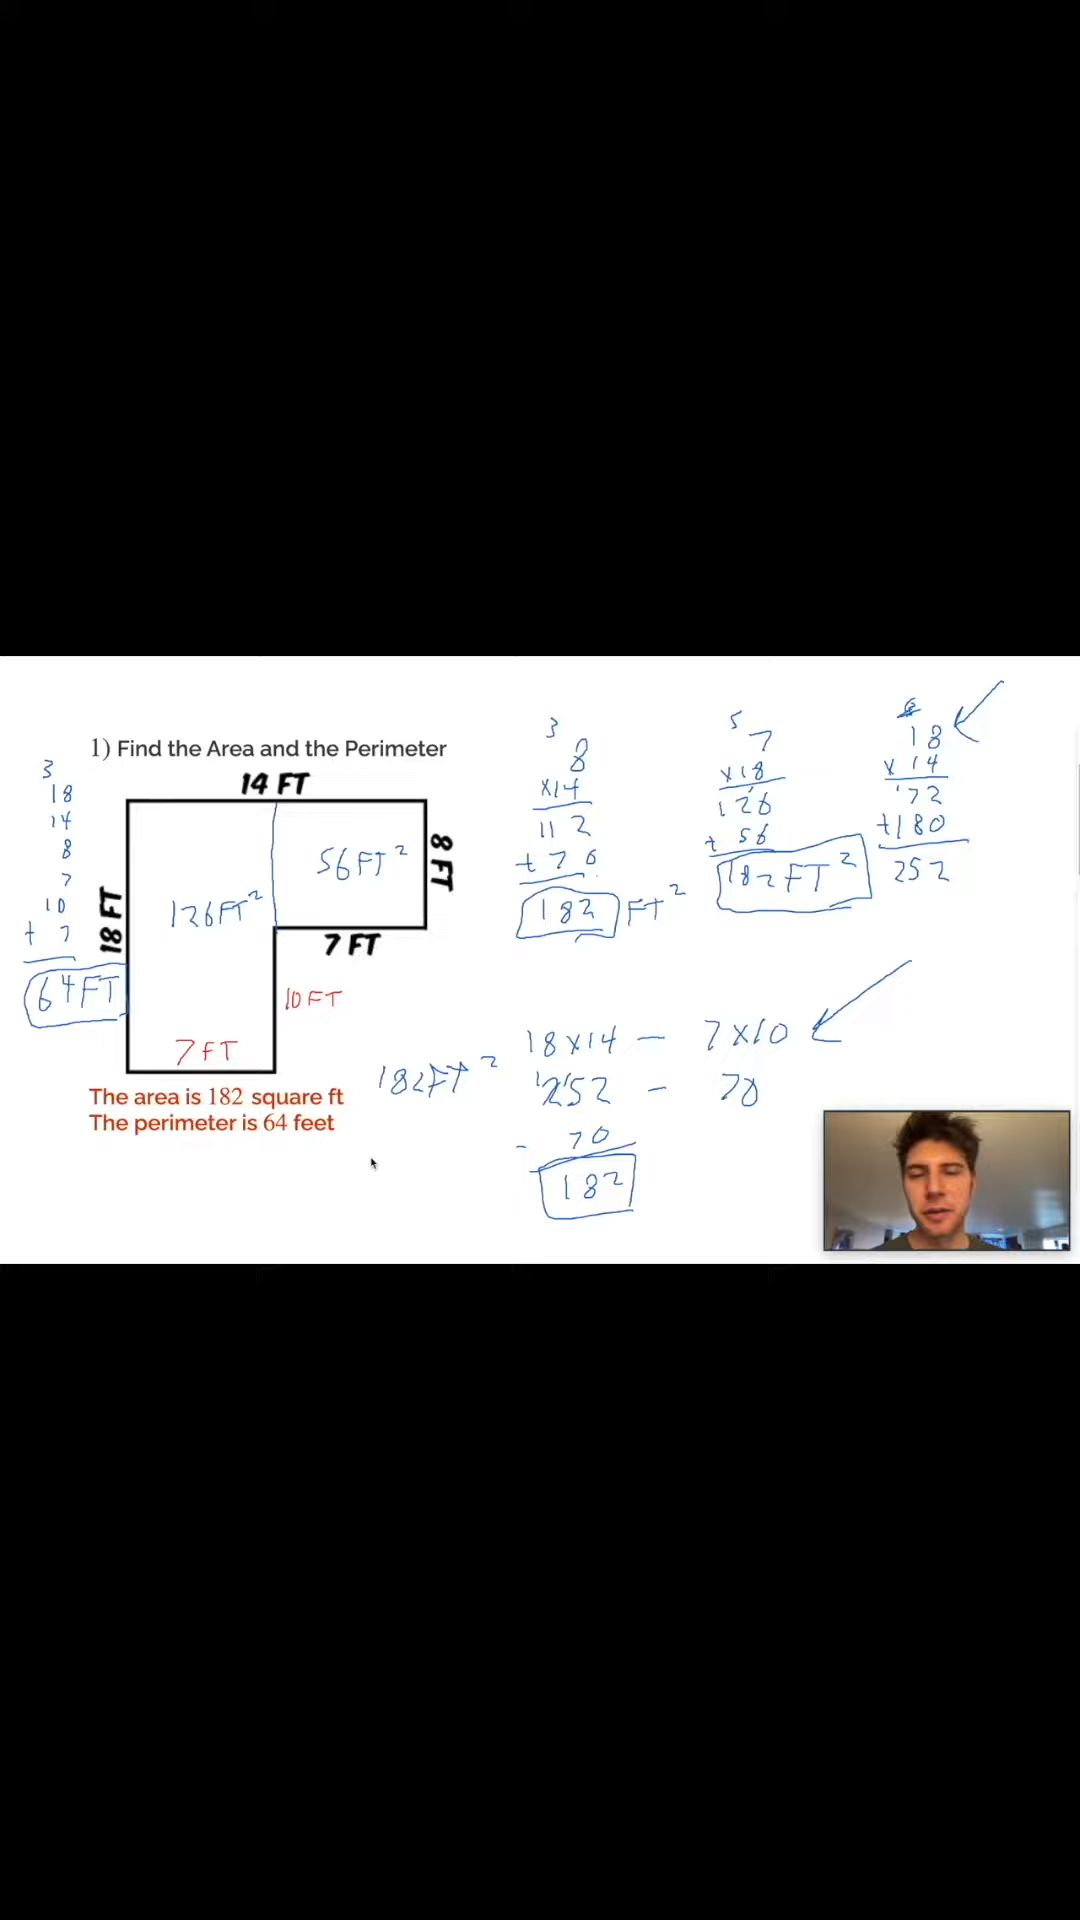 1) Find the Area and the Perimeter
14 FT
3
18
14
8
7
10
+ 7
64FT
18 FT
126FT²
56FT²
8 FT
7 FT
10FT
7FT
The area is 182 square ft
The perimeter is 64 feet
3
8
x14
112
+ 70
182 FT²
5
7
x18
126
+ 56
182FT²
18
x 14
172
+180
252
18x14 - 7x10
182FT²
252 - 70
- 70
182